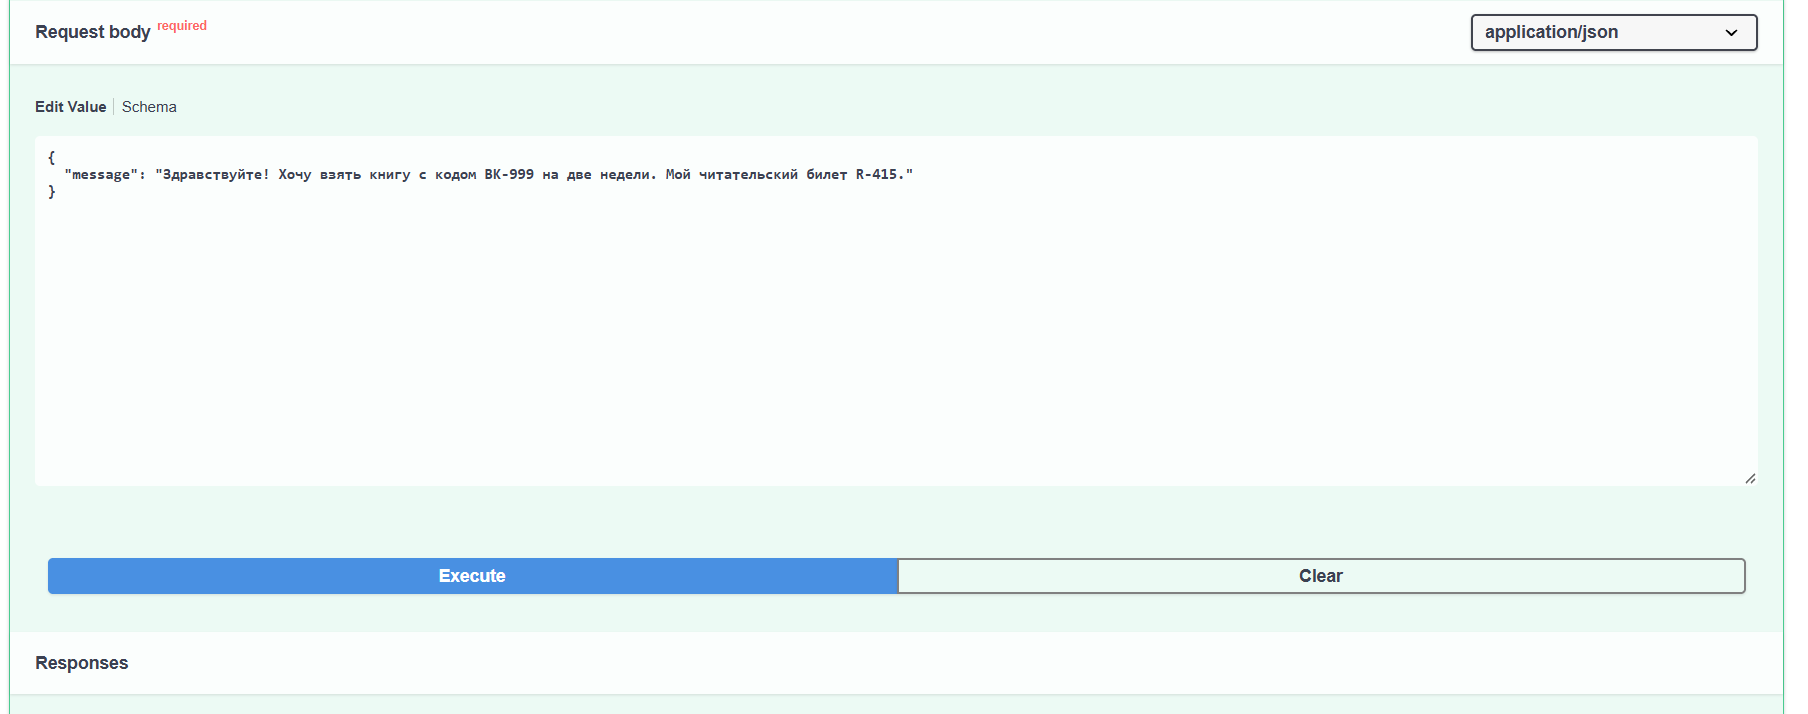 Request body required
application/json
Edit Value Schema
{
"message": "Здравствуйте! Хочу взять книгу с кодом BK-999 на две недели. Мой читательский билет R-415."
}
Execute Clear
Responses